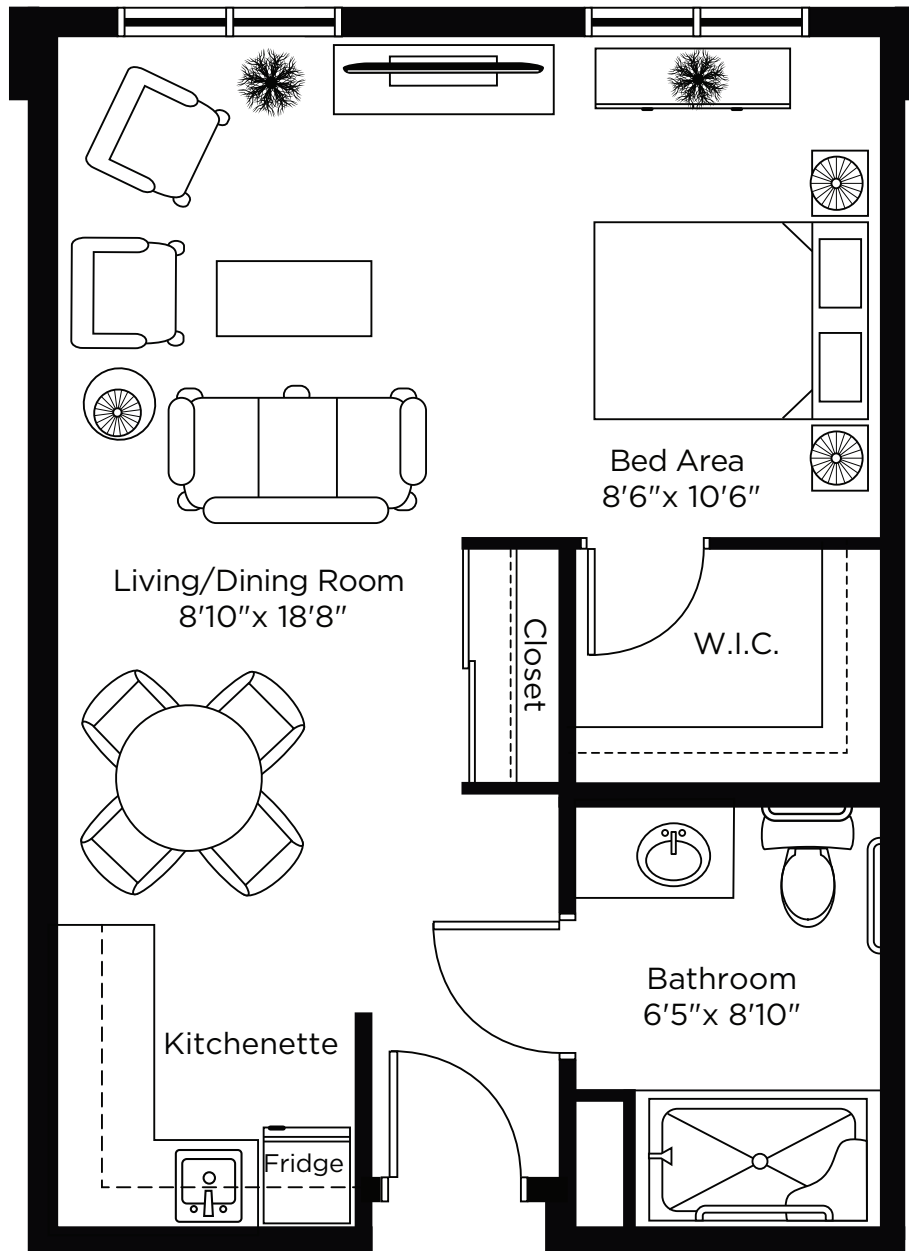 Bed Area
8'6"x 10'6"
Living/Dining Room
8'10"x 18'8"
Closet
W.I.C.
Bathroom
6'5"x 8'10"
Kitchenette
Fridge